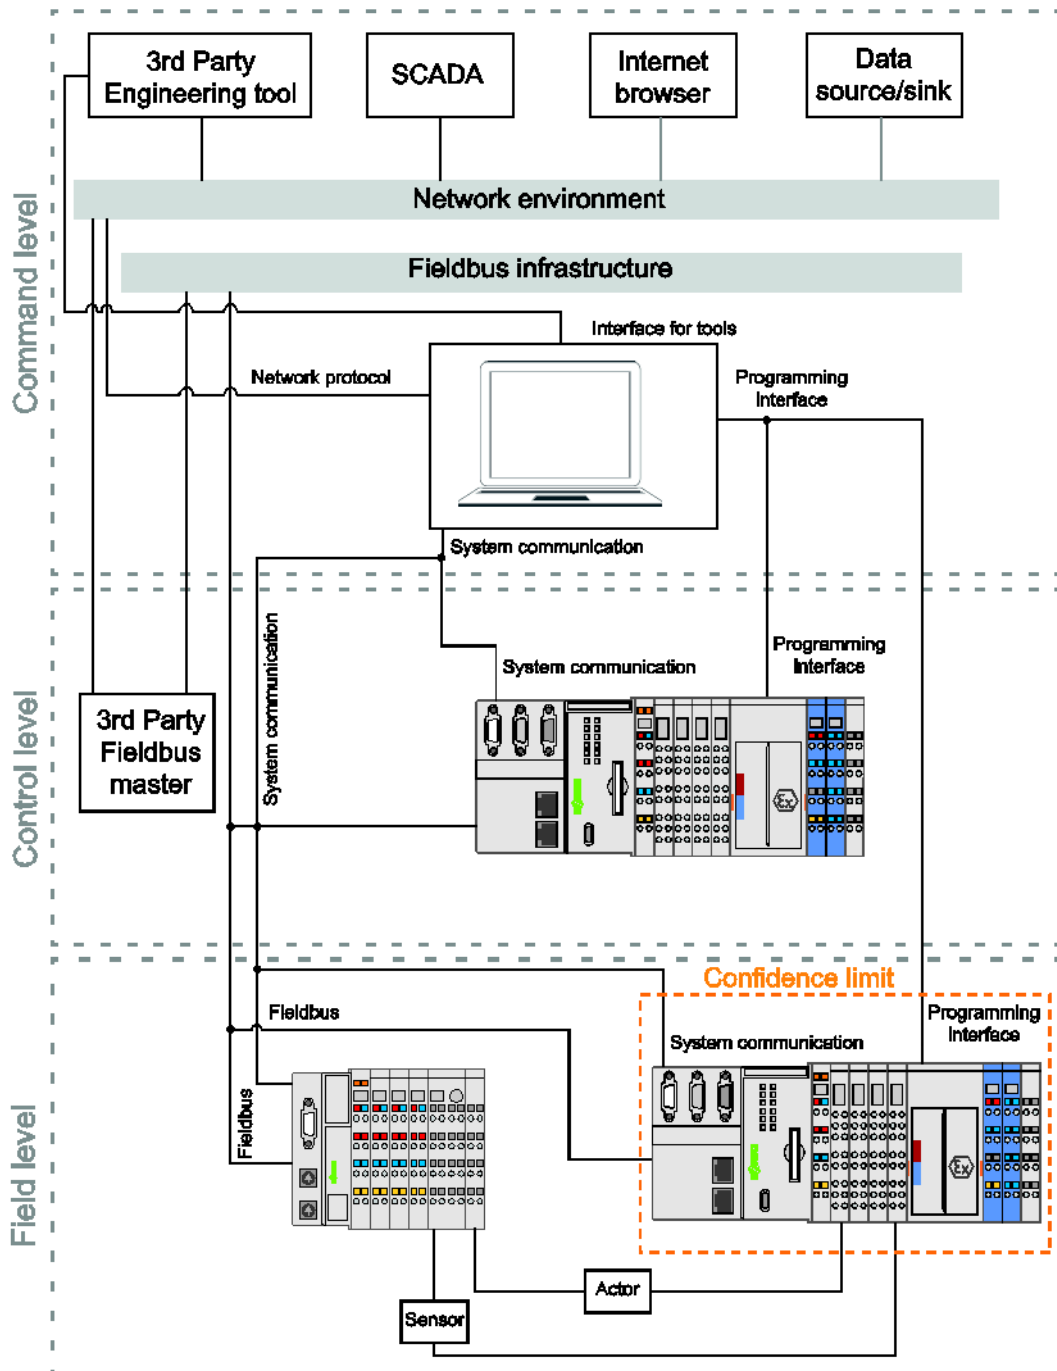 3rd Party
Engineering tool
SCADA
Internet
browser
Data
source/sink
Network environment
Fieldbus infrastructure
Command level
Interface for tools
Network protocol
Programming
Interface
System communication
Control level
3rd Party
Fieldbus
master
System communication
System communication
Programming
Interface
Ex
Field level
Confidence limit
Fieldbus
Fieldbus
System communication
Programming
Interface
Ex
Actor
Sensor